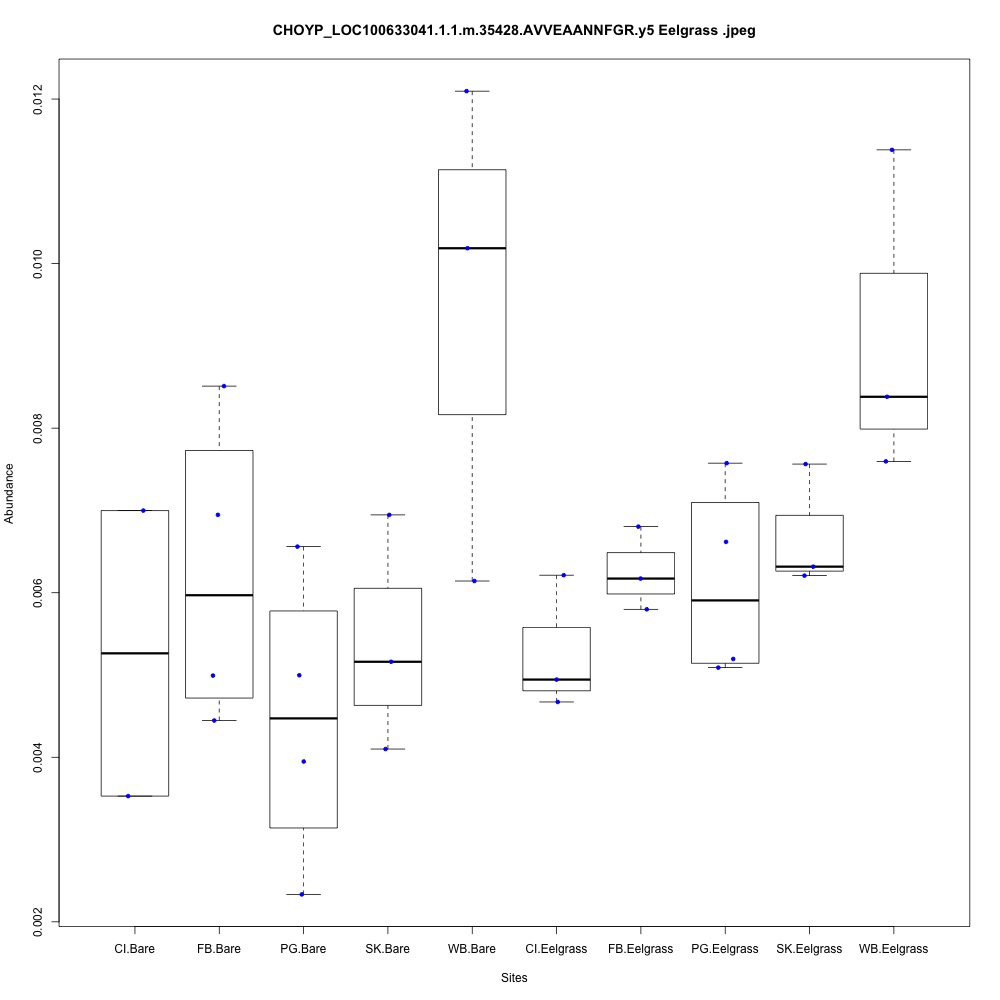 CHOYP_LOC100633041.1.1.m.35428.AVVEAANNFGR.y5 Eelgrass .jpeg
0.012
0.010
0.008
0.006
0.004
0.002
Abundance
CI.Bare FB.Bare PG.Bare SK.Bare WB.Bare CI.Eelgrass FB.Eelgrass PG.Eelgrass SK.Eelgrass WB.Eelgrass
Sites